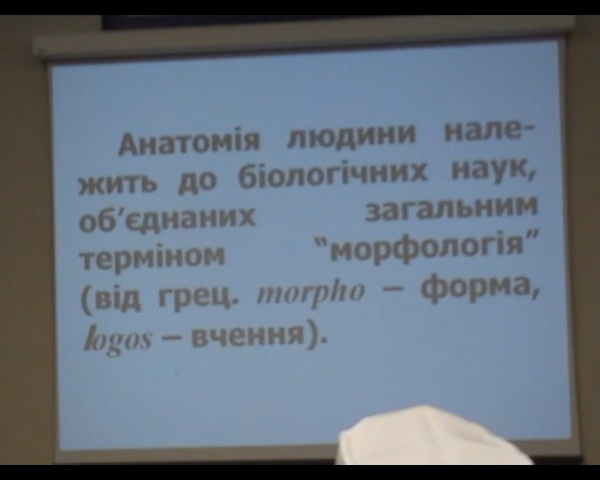 Анатомія людини нале-
жить до біологічних наук,
об’єднаних загальним
терміном “морфологія”
(від грец. morpho – форма,
logos – вчення).